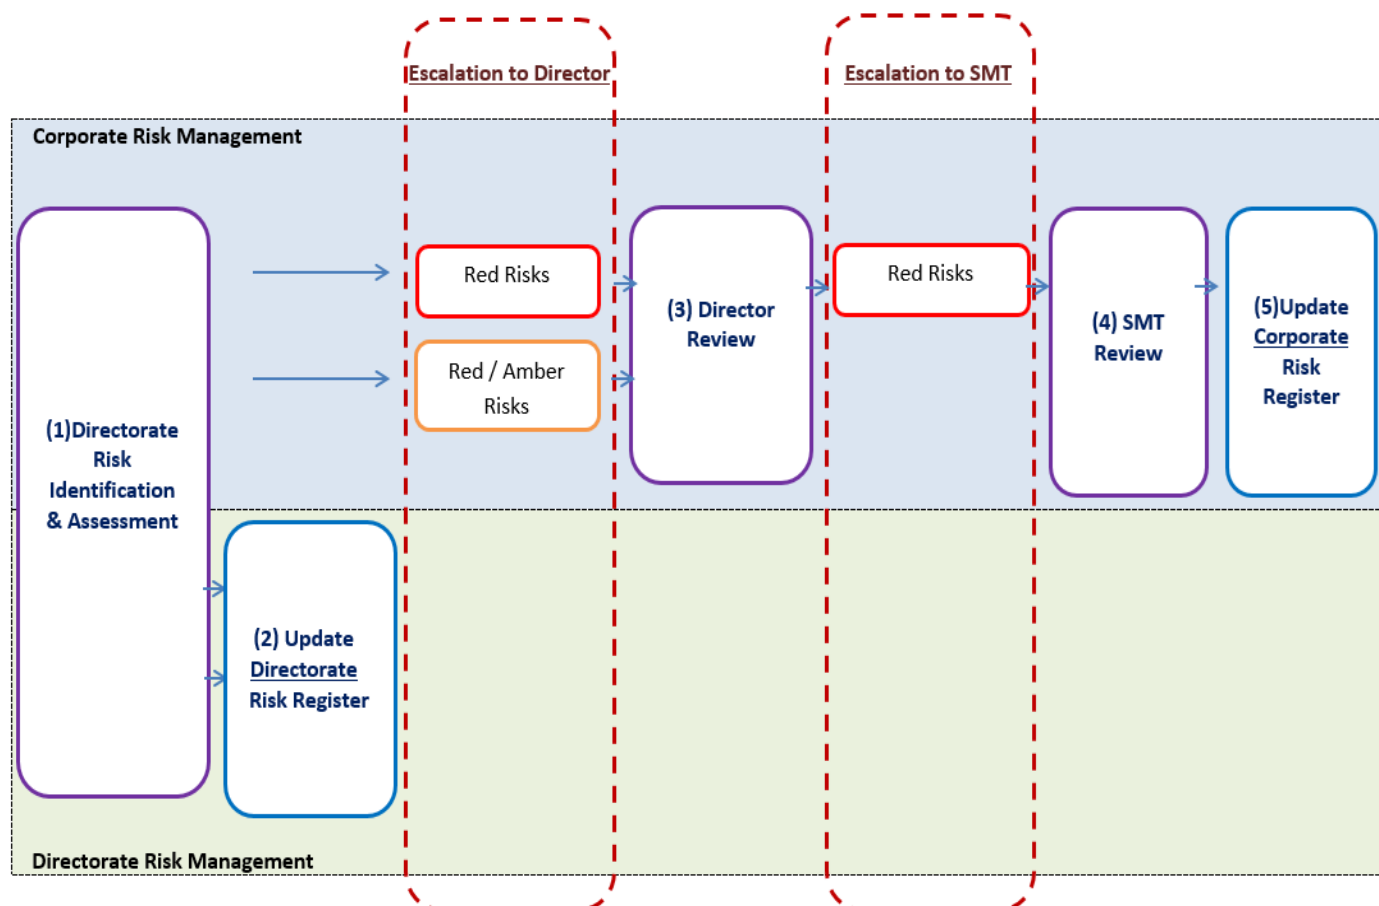 Escalation to Director
Escalation to SMT
Corporate Risk Management
Red Risks
Red / Amber
Risks
(3) Director
Review
Red Risks
(4) SMT
Review
(5)Update
Corporate
Risk
Register
(1)Directorate
Risk
Identification
& Assessment
(2) Update
Directorate
Risk Register
Directorate Risk Management